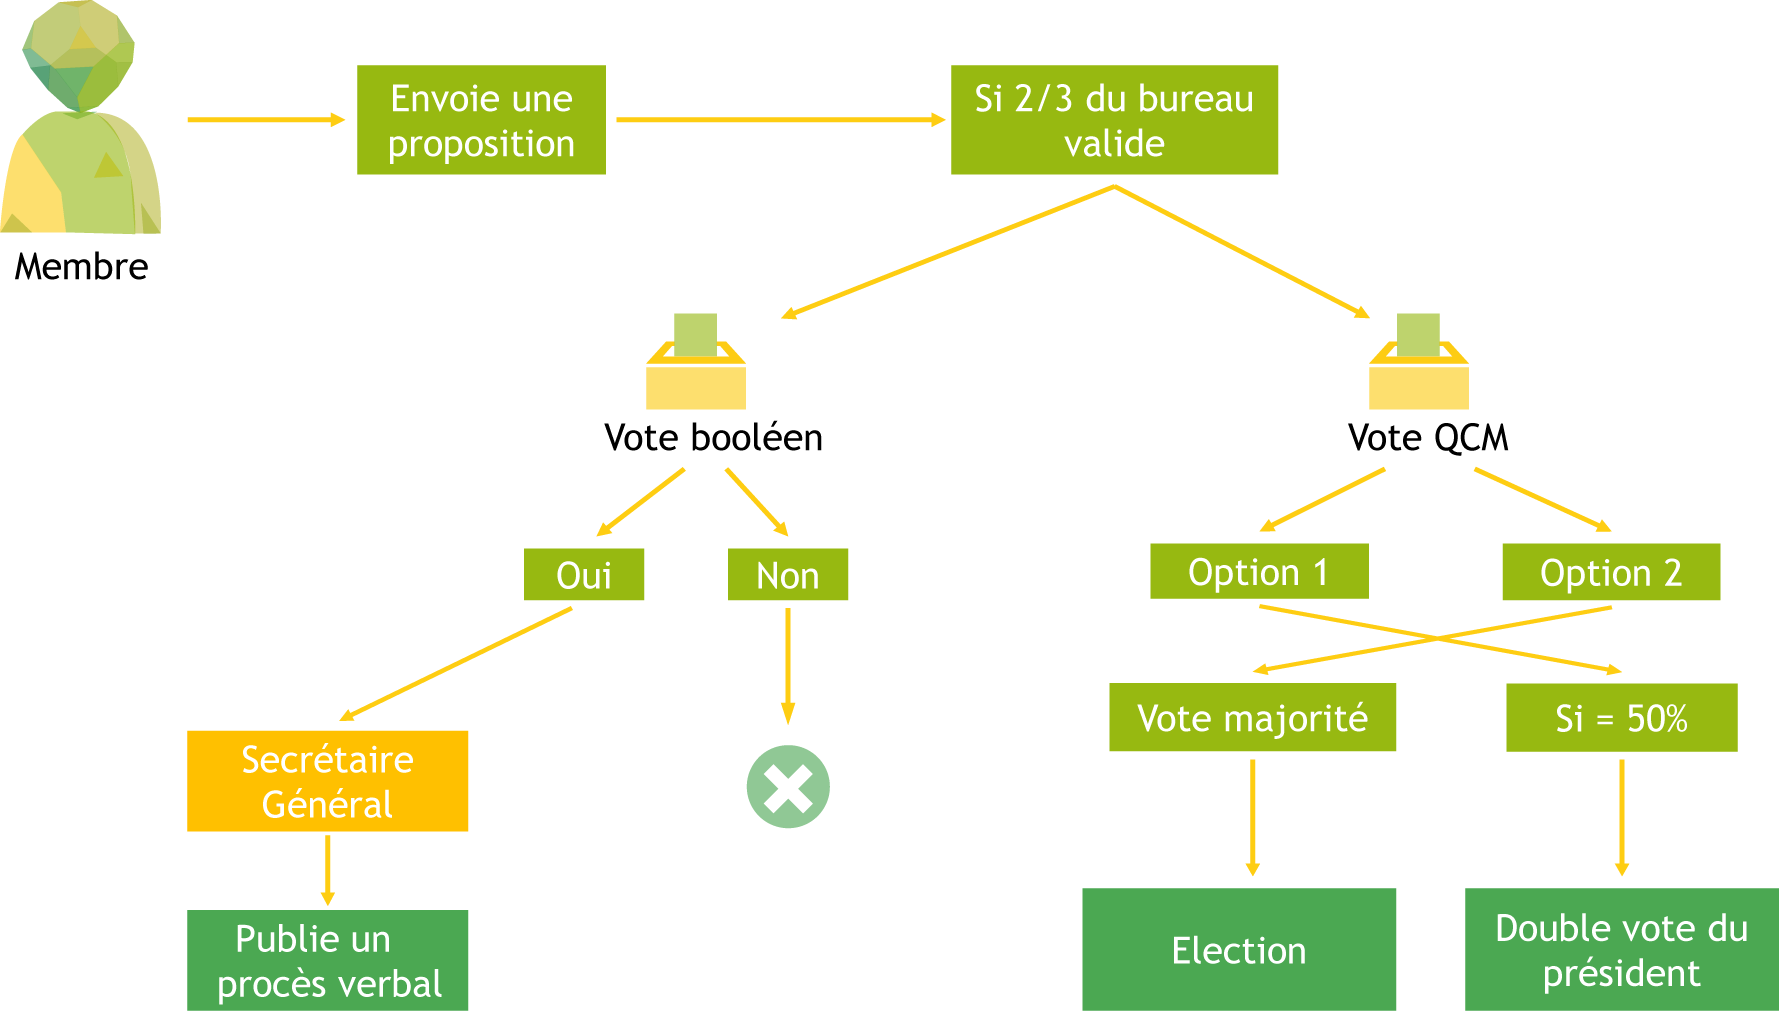 Envoie une
proposition
Si 2/3 du bureau
valide
Membre
Vote booléen
Vote QCM
Oui
Non
Option 1
Option 2
Vote majorité
Si = 50%
Secrétaire
Général
Publie un
procès verbal
Election
Double vote du
président